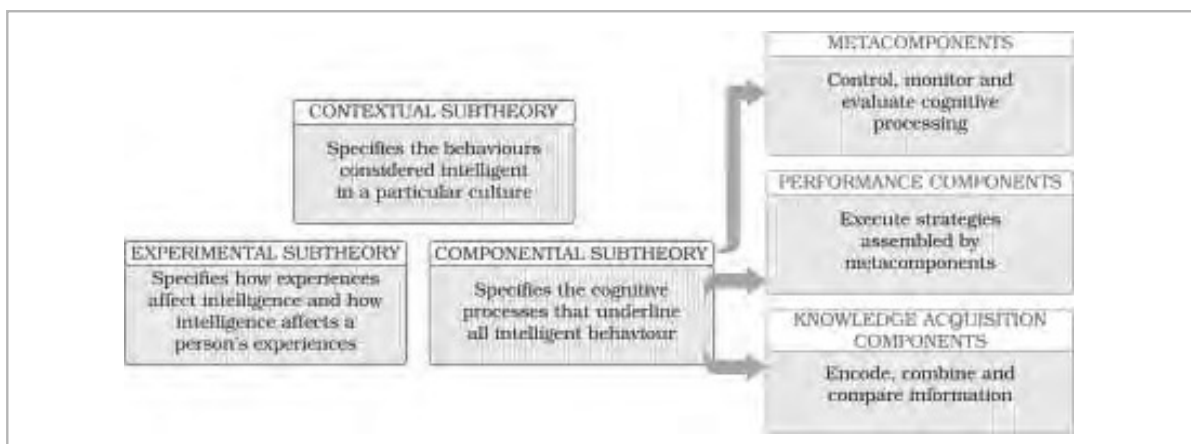 CONTEXTUAL SUBTHEORY
Specifies the behaviours
considered intelligent
in a particular culture
EXPERIMENTAL SUBTHEORY
Specifies how experiences
affect intelligence and how
intelligence affects a
person's experiences
COMPONENTIAL SUBTHEORY
Specifies the cognitive
processes that underline
all intelligent behaviour
METACOMPONENTS
Control, monitor and
evaluate cognitive
processing
PERFORMANCE COMPONENTS
Execute strategies
assembled by
metacomponents
KNOWLEDGE ACQUISITION
COMPONENTS
Encode, combine and
compare information